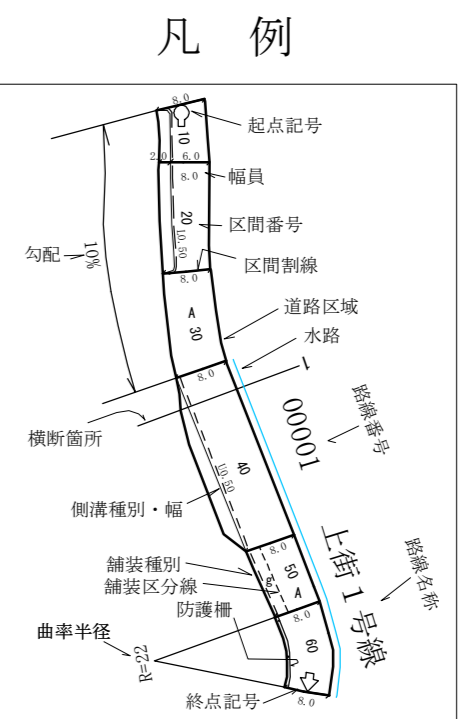 凡 例
8.0
起点記号
10
2.0 6.0
8.0
幅員
20
区間番号
U0.50
区間割線
勾配
10%
8.0
A
30
道路区域
水路
8.0
1
横断箇所
00001
路線番号
40
U0.50
側溝種別・幅
8.0
舗装種別
50
上街1号線
路線名称
舗装区分線
g
A
防護柵
8.0
曲率半径
R=22
60
終点記号
8.0